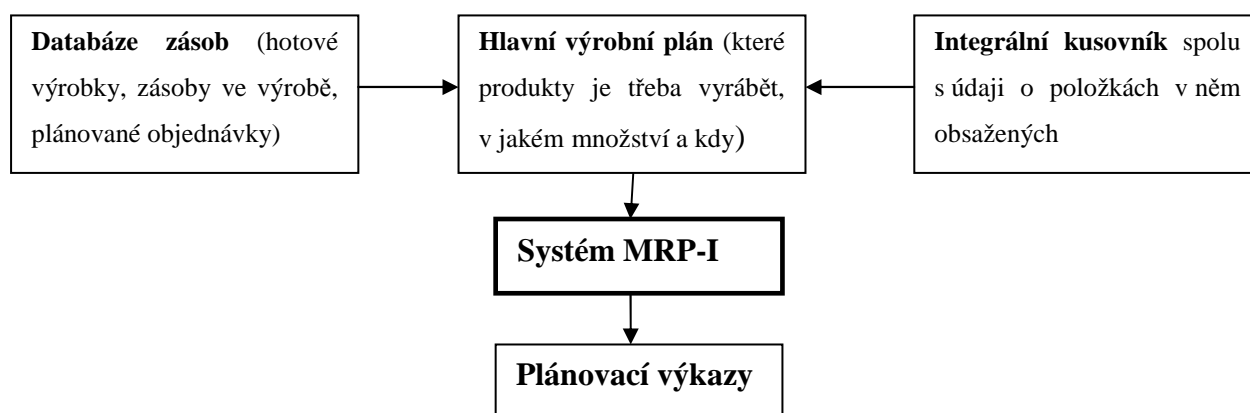 Databáze zásob (hotové
výrobky, zásoby ve výrobě,
plánované objednávky)
Hlavní výrobní plán (které
produkty je třeba vyrábět,
v jakém množství a kdy)
Integrální kusovník spolu
s údaji o položkách v něm
obsažených
Systém MRP-I
Plánovací výkazy